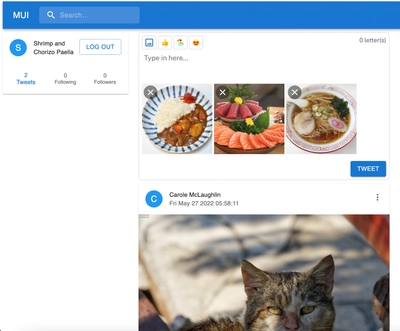 MUI
Search...
S
Shrimp and
Chorizo Paella
LOG OUT
2
Tweets
0
Following
0
Followers
0 letter(s)
Type in here...
TWEET
C
Carole McLaughlin
Fri May 27 2022 05:58:11